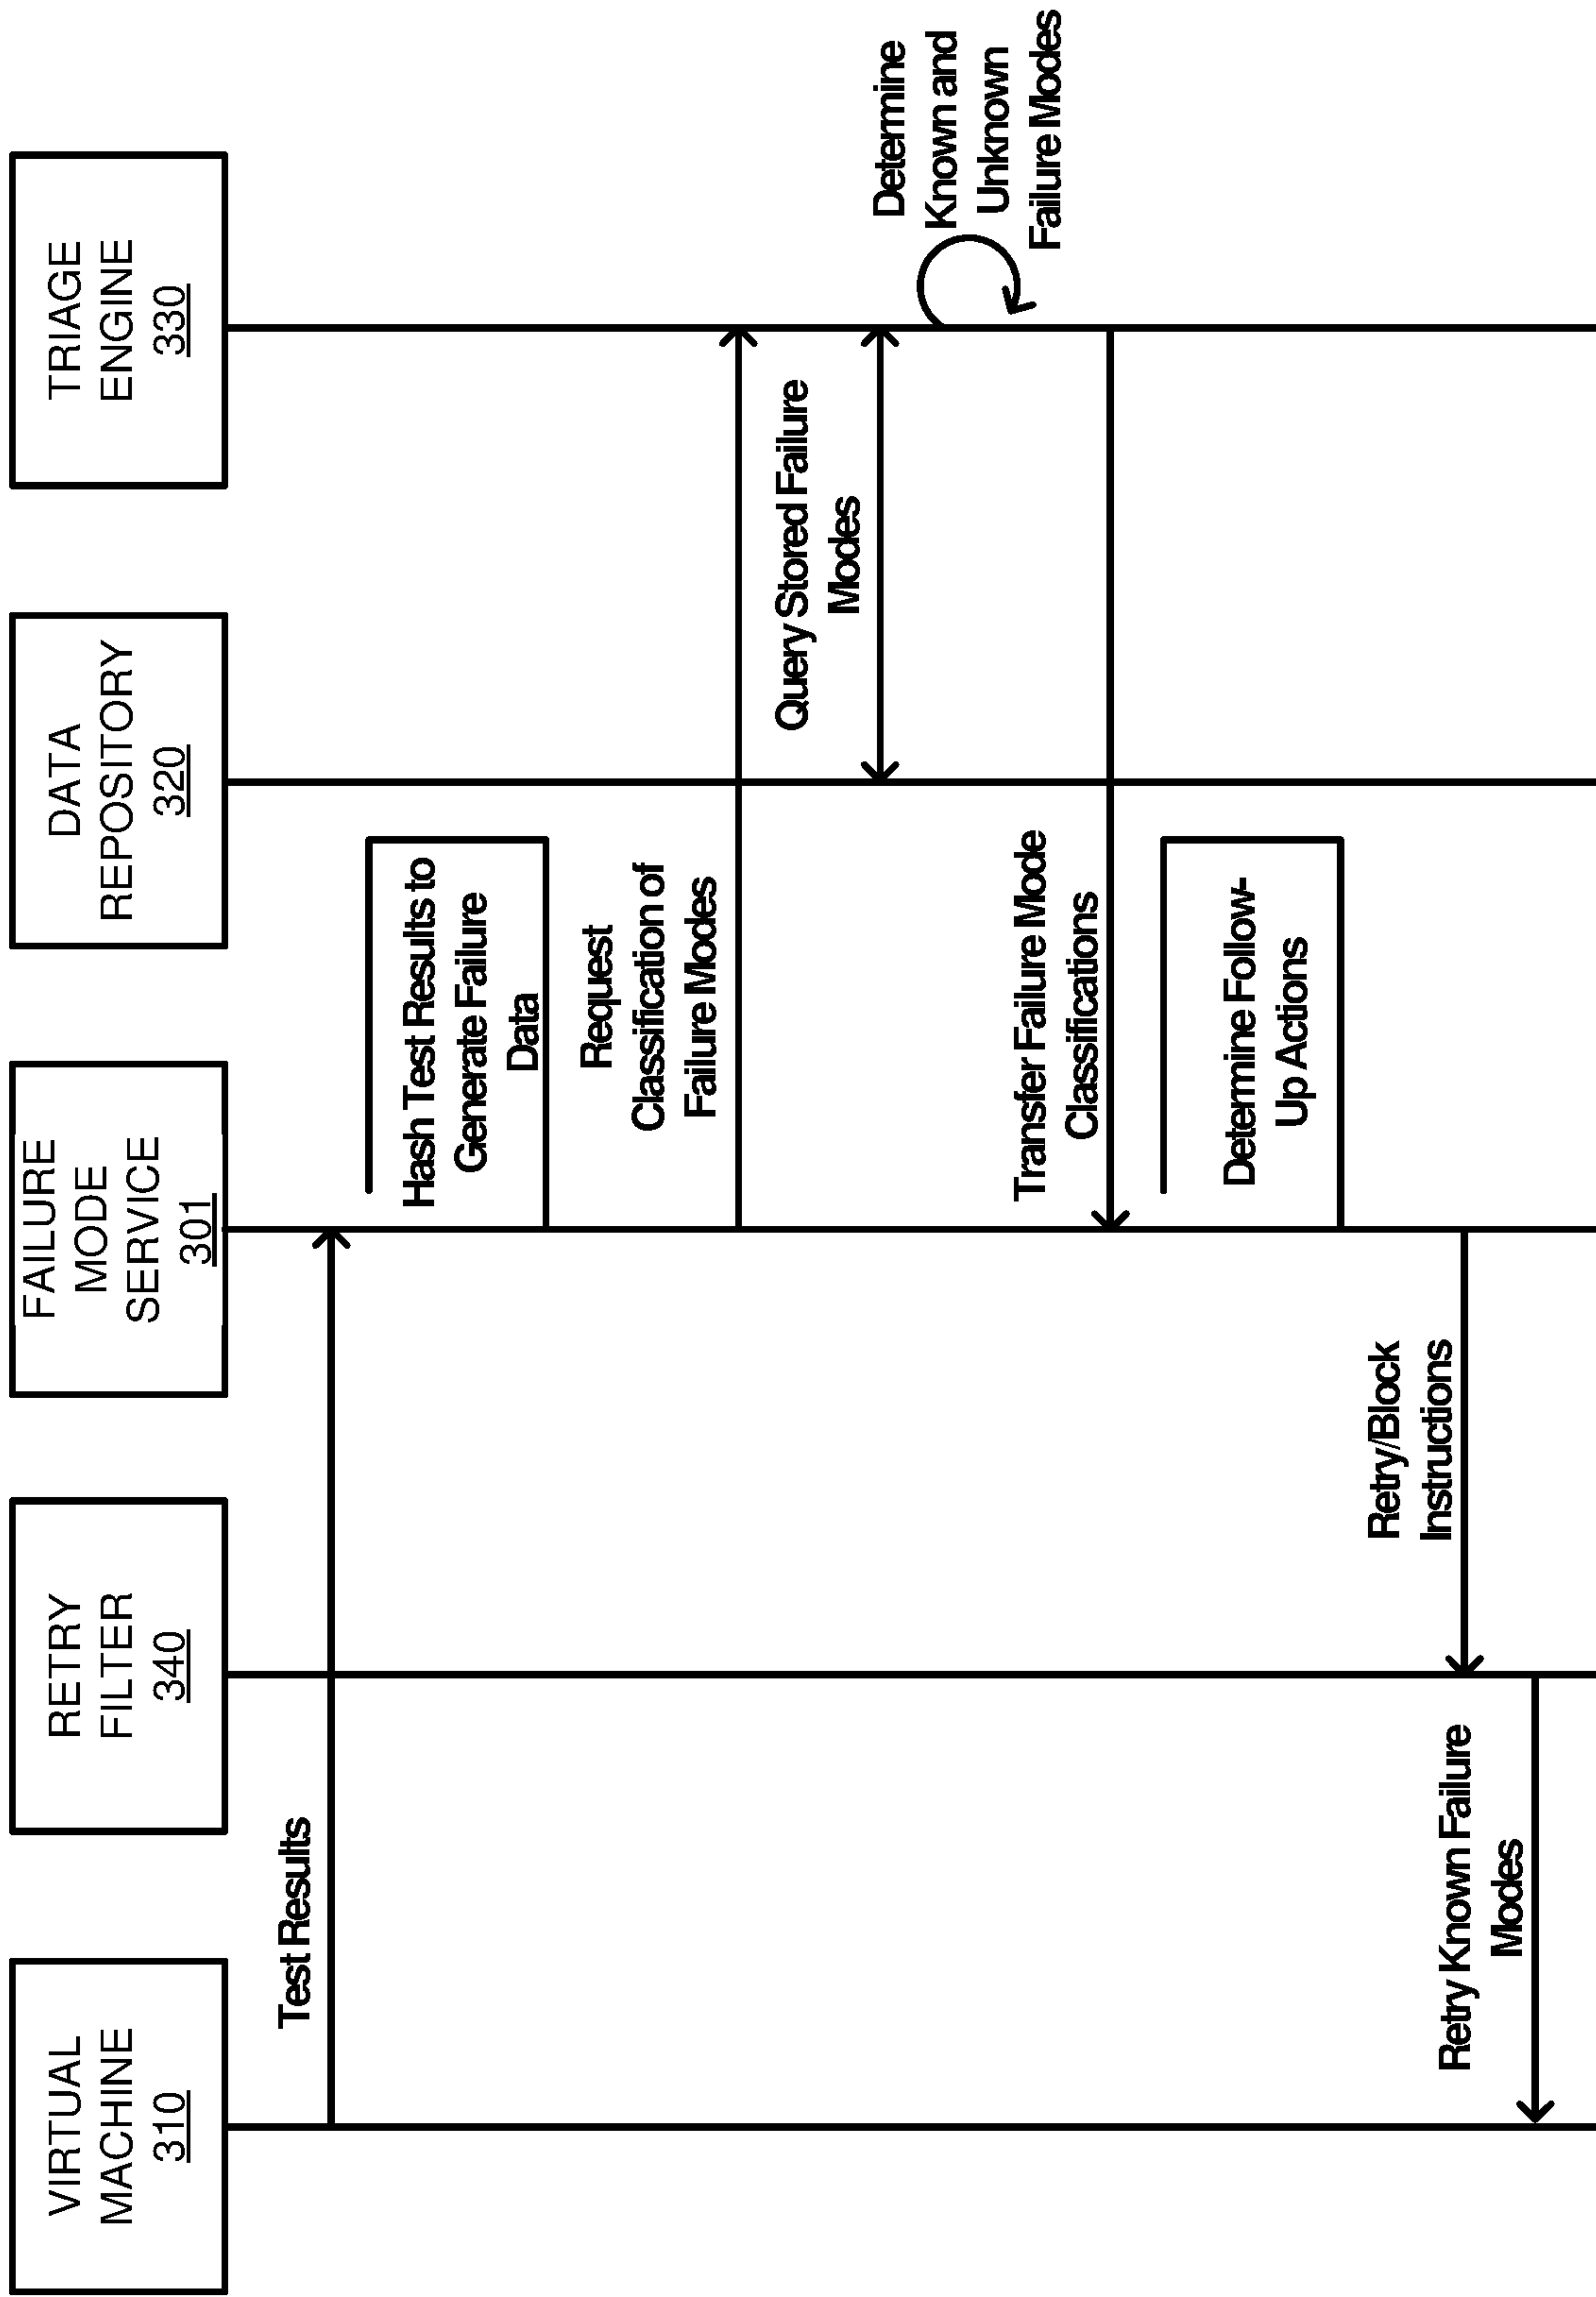 VIRTUAL
MACHINE
310
RETRY
FILTER
340
FAILURE
MODE
SERVICE
301
DATA
REPOSITORY
320
TRIAGE
ENGINE
330
Test Results
Hash Test Results to
Generate Failure
Data
Request
Classification of
Failure Modes
Query Stored Failure
Modes
Determine
Known and
Unknown
Failure Modes
Transfer Failure Mode
Classifications
Determine Follow-
Up Actions
Retry/Block
Instructions
Retry Known Failure
Modes